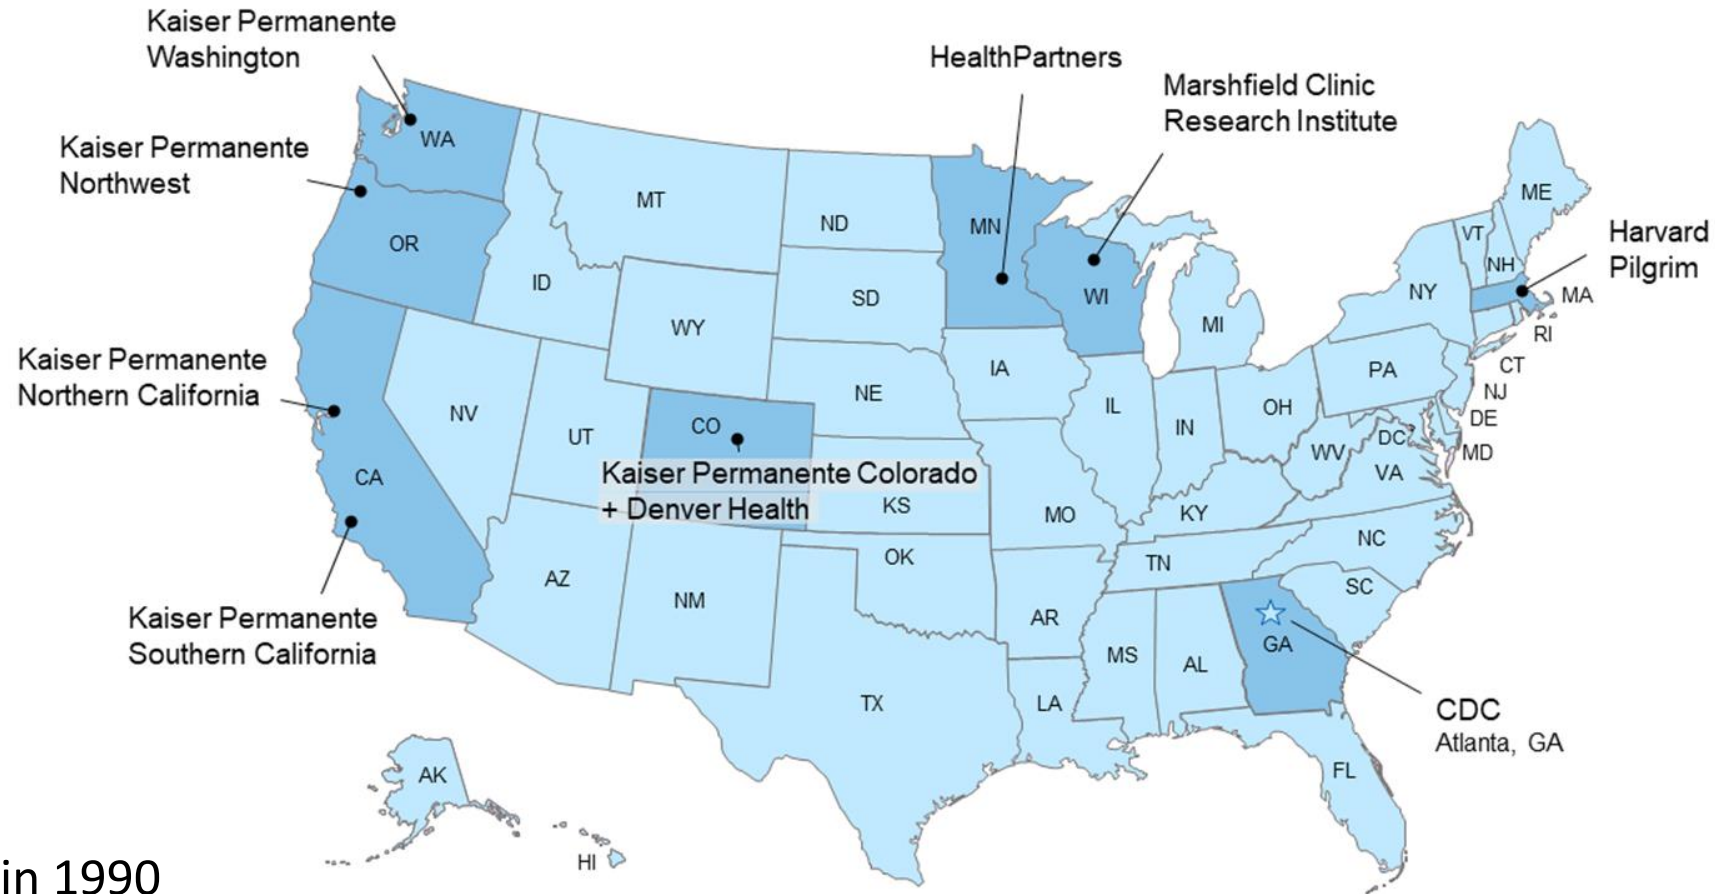 Kaiser Permanente
Washington
HealthPartners
Marshfield Clinic
Research Institute
Kaiser Permanente
Northwest
Harvard
Pilgrim
Kaiser Permanente
Northern California
Kaiser Permanente Colorado
+ Denver Health
Kaiser Permanente
Southern California
CDC
Atlanta, GA
WA
OR
CA
ID
NV
MT
WY
UT
CO
AZ
NM
ND
SD
NE
KS
OK
TX
MN
IA
MO
AR
LA
WI
IL
MI
IN
OH
KY
TN
MS
AL
GA
FL
SC
NC
VA
WV
DC
PA
NY
VT
NH
ME
MA
RI
CT
NJ
DE
MD
AK
HI
in 1990